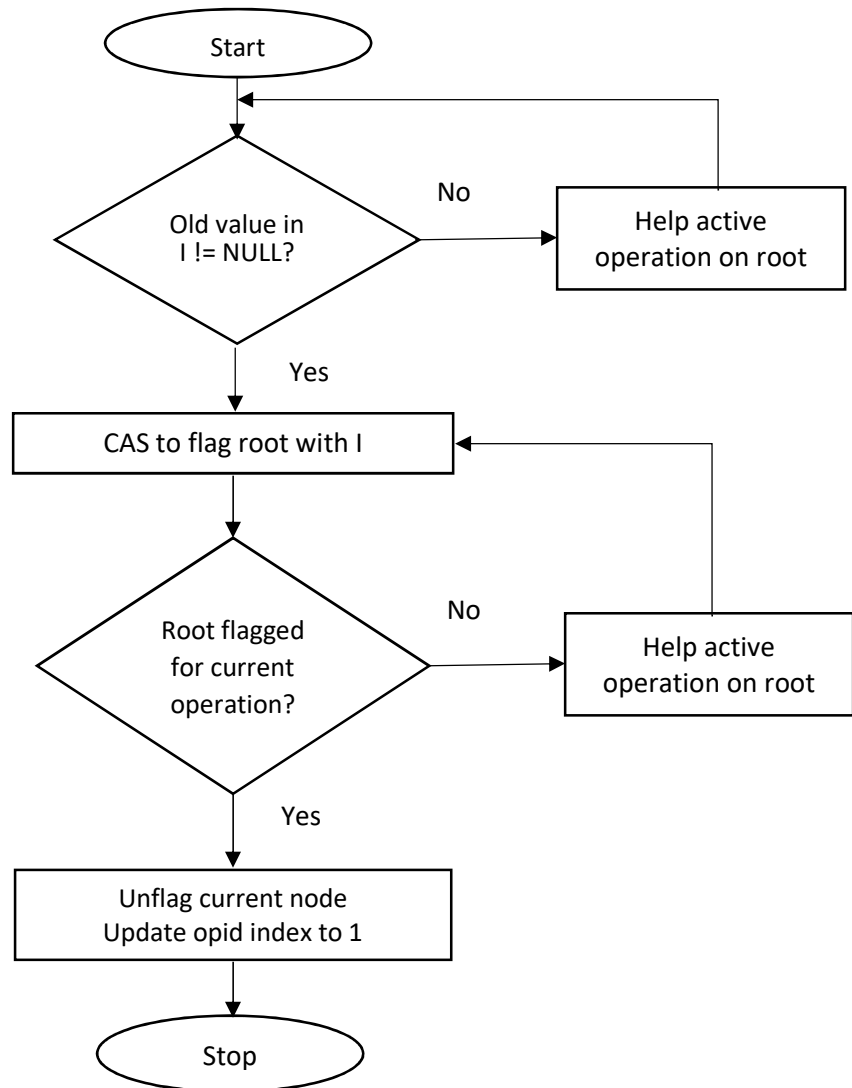 Start
Old value in
I != NULL?
No
Help active
operation on root
Yes
CAS to flag root with I
Root flagged
for current
operation?
No
Help active
operation on root
Yes
Unflag current node
Update opid index to 1
Stop